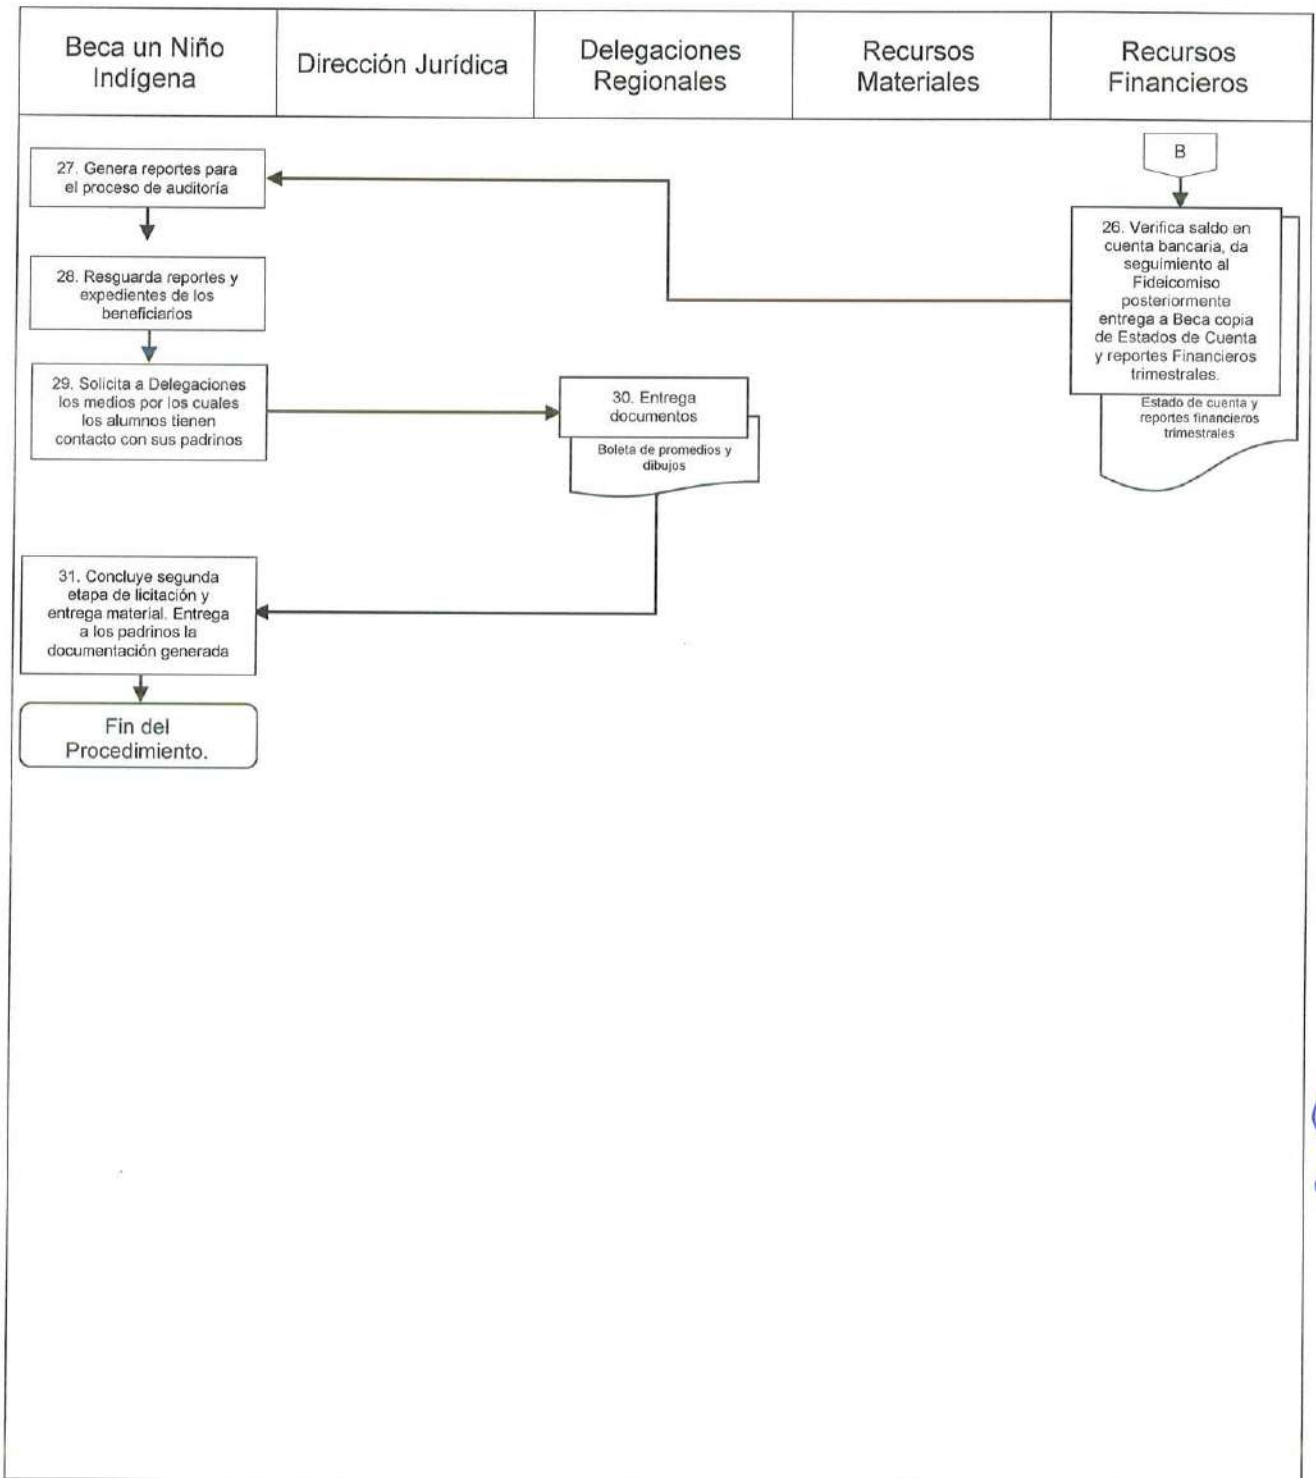 Beca un Niño
Indígena
Dirección Jurídica
Delegaciones
Regionales
Recursos
Materiales
Recursos
Financieros
B
26. Verifica saldo en
cuenta bancaria, da
seguimiento al
Fideicomiso
posteriormente
entrega a Beca copia
de Estados de Cuenta
y reportes Financieros
trimestrales.
Estado de cuenta y
reportes financieros
trimestrales
27. Genera reportes para
el proceso de auditoría
28. Resguarda reportes y
expedientes de los
beneficiarios
29. Solicita a Delegaciones
los medios por los cuales
los alumnos tienen
contacto con sus padrinos
30. Entrega
documentos
Boleta de promedios y
dibujos
31. Concluye segunda
etapa de licitación y
entrega material. Entrega
a los padrinos la
documentación generada
Fin del
Procedimiento.